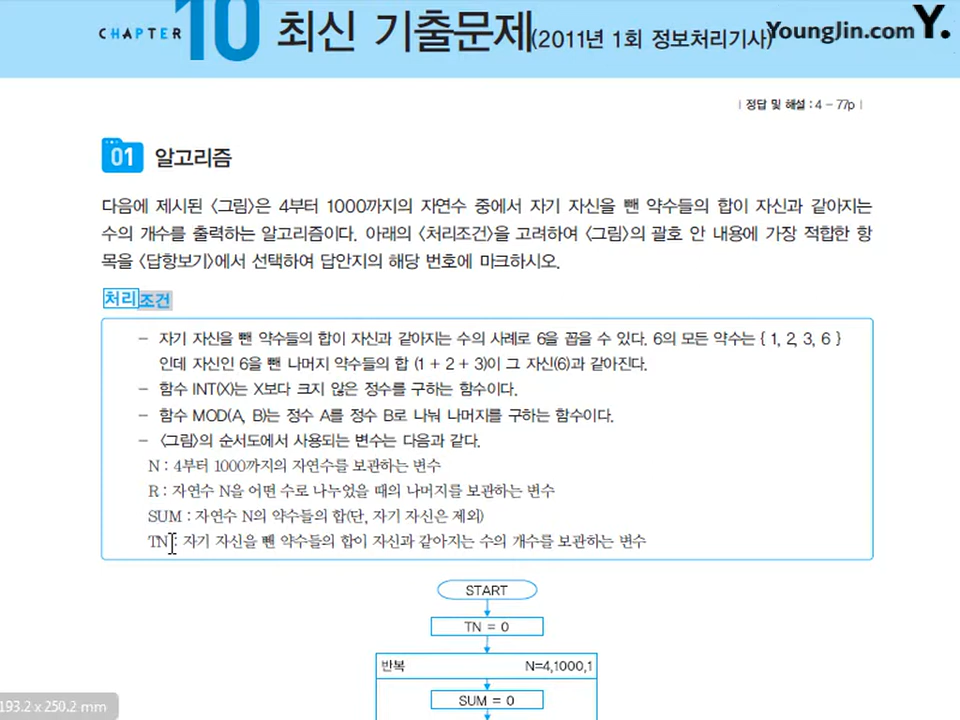 CHAPTER 10 최신 기출문제(2011년 1회 정보처리기사)
YoungJin.com Y.
| 정답 및 해설 : 4 – 77p |
01 알고리즘
다음에 제시된 〈그림〉은 4부터 1000까지의 자연수 중에서 자기 자신을 뺀 약수들의 합이 자신과 같아지는
수의 개수를 출력하는 알고리즘이다. 아래의 〈처리조건〉을 고려하여 〈그림〉의 괄호 안 내용에 가장 적합한 항
목을 〈답항보기〉에서 선택하여 답안지의 해당 번호에 마크하시오.
처리조건
– 자기 자신을 뺀 약수들의 합이 자신과 같아지는 수의 사례로 6을 꼽을 수 있다. 6의 모든 약수는 { 1, 2, 3, 6 }
인데 자신인 6을 뺀 나머지 약수들의 합 (1 + 2 + 3)이 그 자신(6)과 같아진다.
– 함수 INT(X)는 X보다 크지 않은 정수를 구하는 함수이다.
– 함수 MOD(A, B)는 정수 A를 정수 B로 나눠 나머지를 구하는 함수이다.
– 〈그림〉의 순서도에서 사용되는 변수는 다음과 같다.
N : 4부터 1000까지의 자연수를 보관하는 변수
R : 자연수 N을 어떤 수로 나누었을 때의 나머지를 보관하는 변수
SUM : 자연수 N의 약수들의 합(단, 자기 자신은 제외)
TN : 자기 자신을 뺀 약수들의 합이 자신과 같아지는 수의 개수를 보관하는 변수
START
TN = 0
반복 N=4,1000,1
SUM = 0
193.2 x 250.2 mm